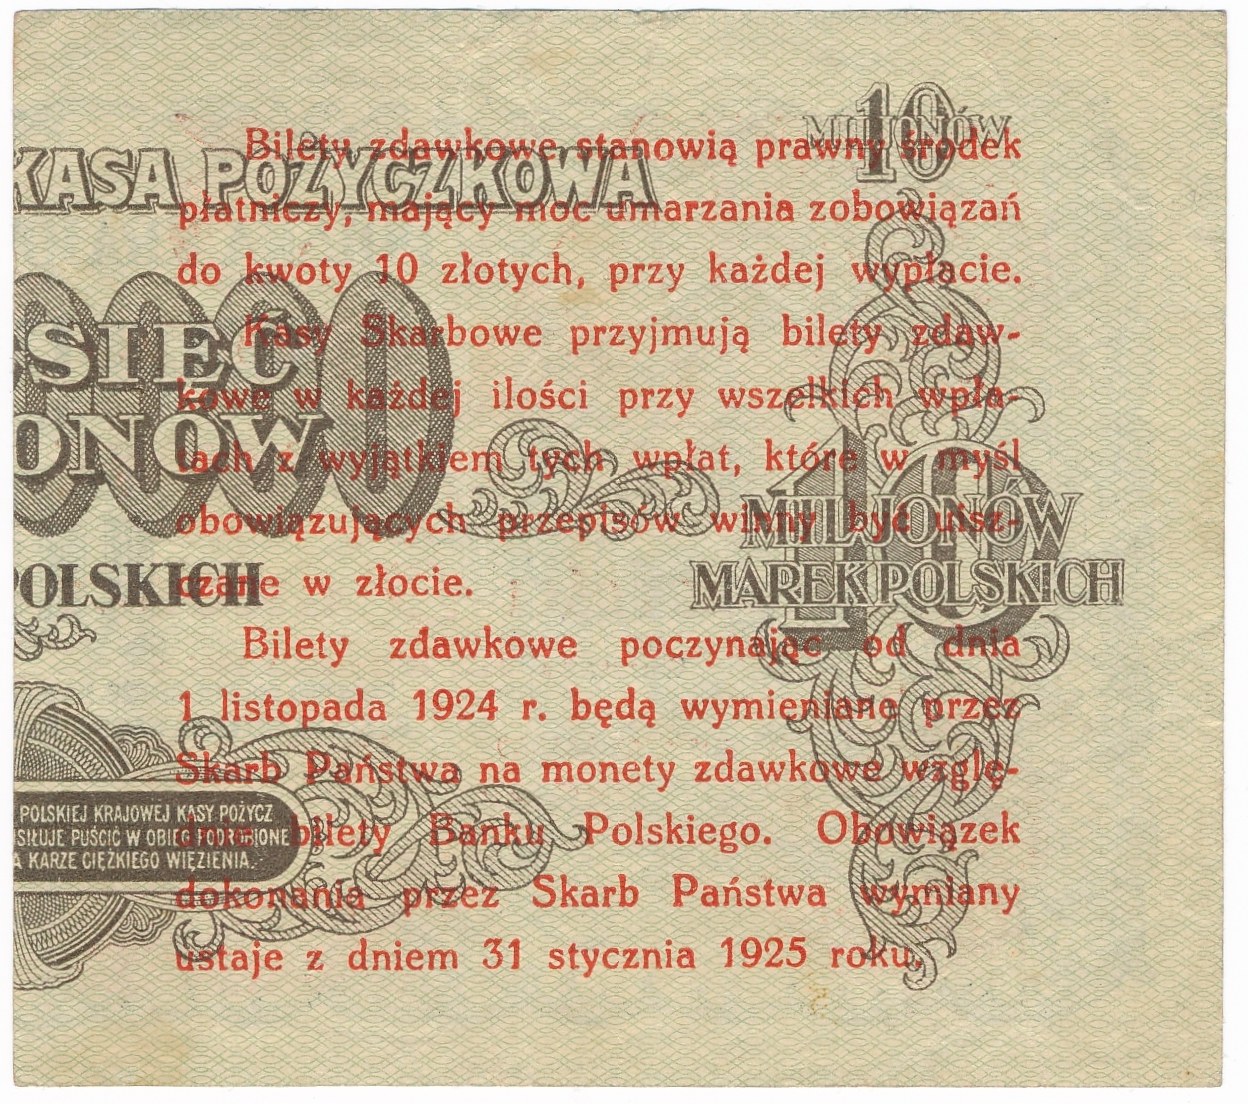 10
MILJONÓW
KASA POŻYCZKOWA
Bilety zdawkowe stanowią prawny środek
płatniczy, mający moc umarzania zobowiązań
do kwoty 10 złotych, przy każdej wypłacie.
Kasy Skarbowe przyjmują bilety zdaw-
kowe w każdej ilości przy wszelkich wpła-
tach z wyjątkiem tych wpłat, które w myśl
obowiązujących przepisów winny być uisz-
czane w złocie.
Bilety zdawkowe poczynając od dnia
1 listopada 1924 r. będą wymieniane przez
Skarb Państwa na monety zdawkowe wzglę-
dnie bilety Banku Polskiego. Obowiązek
dokonania przez Skarb Państwa wymiany
ustaje z dniem 31 stycznia 1925 roku.
SIĘĆ
ONÓW
POLSKICH
10
MILJONÓW
MAREK POLSKICH
POLSKIEJ KRAJOWEJ KASY POŻYCZ
SIŁUJE PUŚCIĆ W OBIEG PODROBIONE
A KARZE CIĘŻKIEGO WIĘZIENIA.